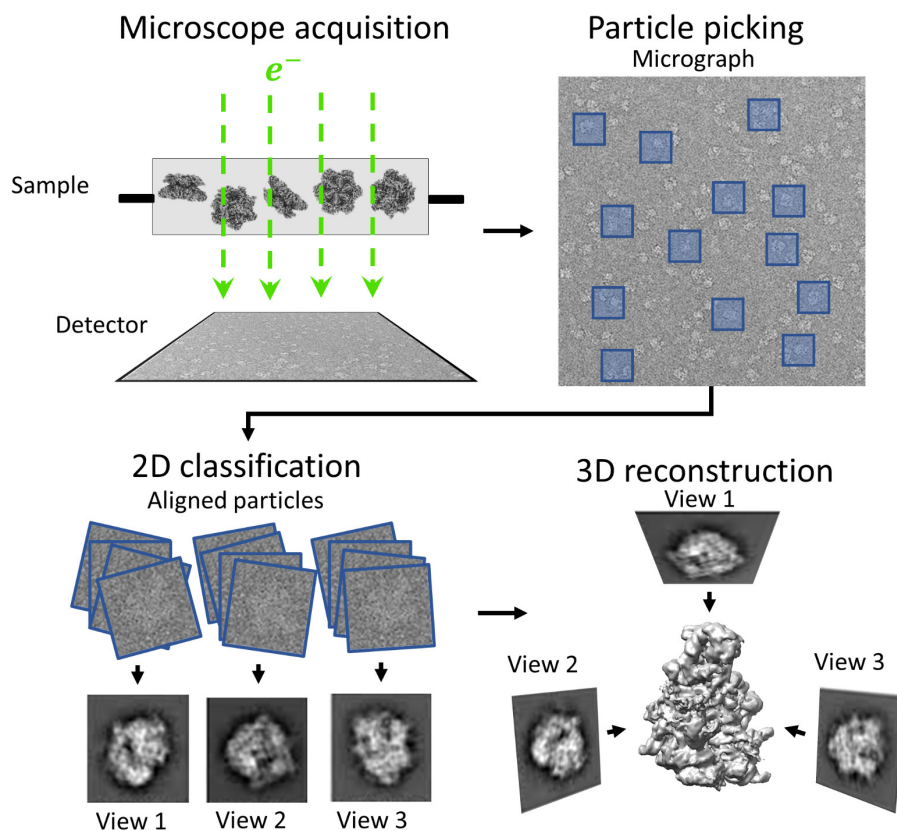 Microscope acquisition
e⁻
Sample
Detector
Particle picking
Micrograph
2D classification
Aligned particles
View 1
View 2
View 3
3D reconstruction
View 1
View 2
View 3